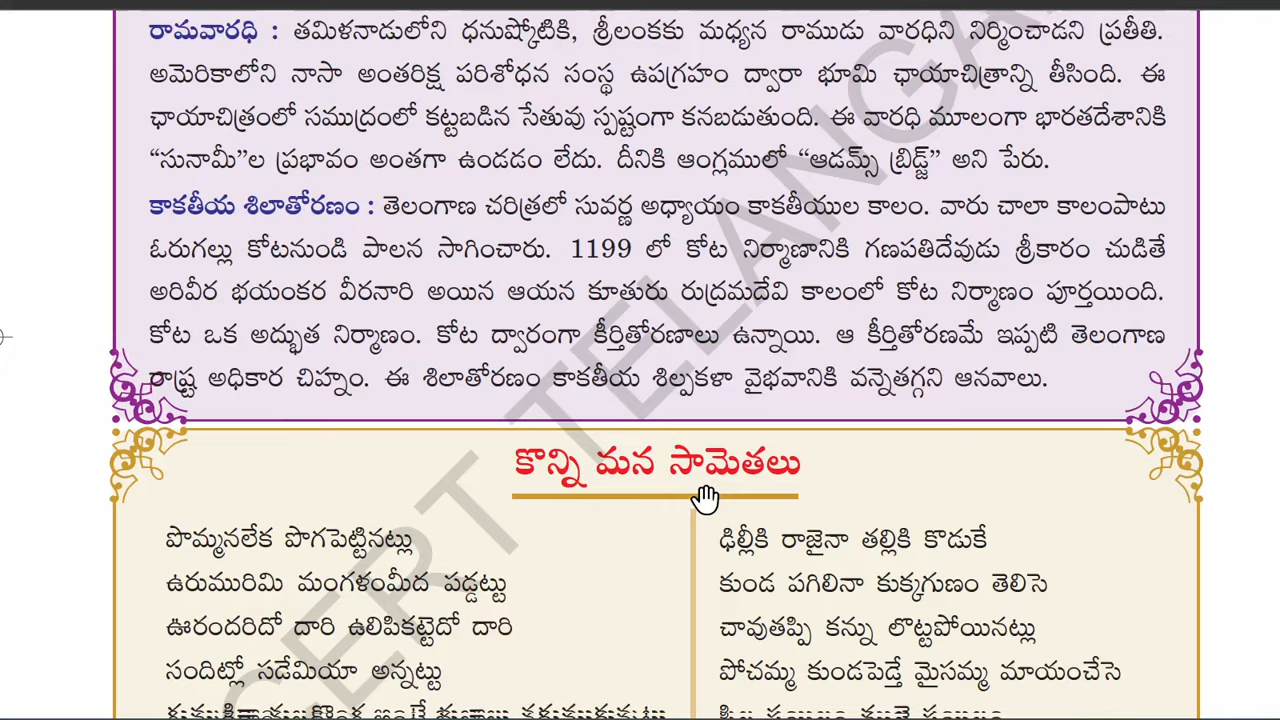 రామవారధి : తమిళనాడులోని ధనుష్కోటికి, శ్రీలంకకు మధ్యన రాముడు వారధిని నిర్మించాడని ప్రతీతి.
అమెరికాలోని నాసా అంతరిక్ష పరిశోధన సంస్థ ఉపగ్రహం ద్వారా భూమి ఛాయాచిత్రాన్ని తీసింది. ఈ
ఛాయాచిత్రంలో సముద్రంలో కట్టబడిన సేతువు స్పష్టంగా కనబడుతుంది. ఈ వారధి మూలంగా భారతదేశానికి
“సునామీ”ల ప్రభావం అంతగా ఉండడం లేదు. దీనికి ఆంగ్లములో “ఆడమ్స్ బ్రిడ్జ్” అని పేరు.
కాకతీయ శిలాతోరణం : తెలంగాణ చరిత్రలో సువర్ణ అధ్యాయం కాకతీయుల కాలం. వారు చాలా కాలంపాటు
ఓరుగల్లు కోటనుండి పాలన సాగించారు. 1199 లో కోట నిర్మాణానికి గణపతిదేవుడు శ్రీకారం చుడితే
అరివీర భయంకర వీరనారి అయిన ఆయన కూతురు రుద్రమదేవి కాలంలో కోట నిర్మాణం పూర్తయింది.
కోట ఒక అద్భుత నిర్మాణం. కోట ద్వారంగా కీర్తితోరణాలు ఉన్నాయి. ఆ కీర్తితోరణమే ఇప్పటి తెలంగాణ
రాష్ట్ర అధికార చిహ్నం. ఈ శిలాతోరణం కాకతీయ శిల్పకళా వైభవానికి వన్నెతగ్గని ఆనవాలు.
కొన్ని మన సామెతలు
పొమ్మనలేక పొగపెట్టినట్లు
ఉరుమురిమి మంగళంమీద పడ్డట్టు
ఊరందరిదో దారి ఉలిపికట్టెదో దారి
సందిట్లో సడేమియా అన్నట్టు
ఢిల్లీకి రాజైనా తల్లికి కొడుకే
కుండ పగిలినా కుక్కగుణం తెలిసె
చావుతప్పి కన్ను లొట్టపోయినట్లు
పోచమ్మ కుండపెడ్తే మైసమ్మ మాయంచేసె
CERT TELANGA